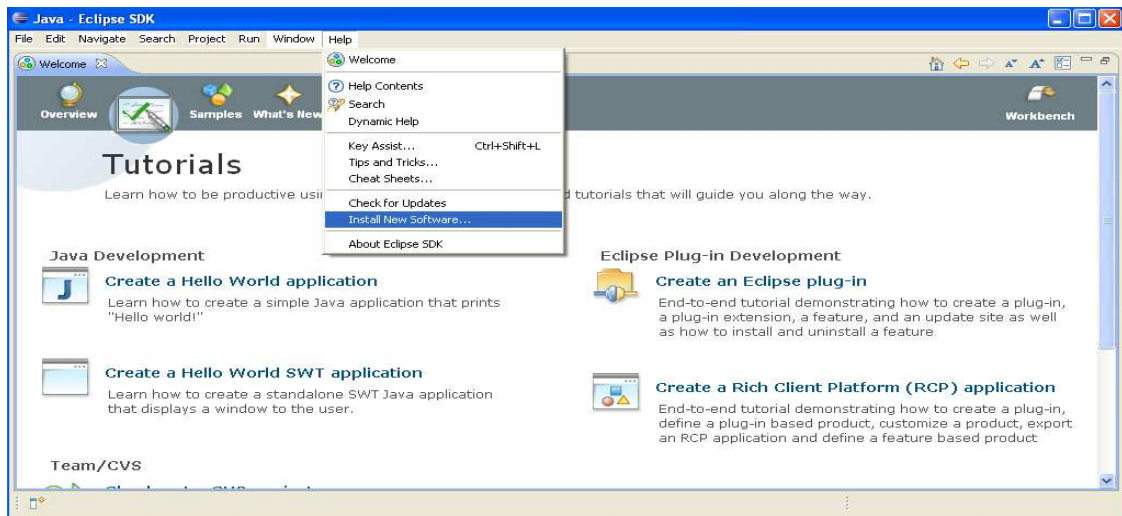 Java - Eclipse SDK
File Edit Navigate Search Project Run Window Help
Welcome
Welcome
Help Contents
Search
Dynamic Help
Key Assist... Ctrl+Shift+L
Tips and Tricks...
Cheat Sheets...
Check for Updates
Install New Software...
About Eclipse SDK
Overview
Samples
What's New
Workbench
Tutorials
Learn how to be productive
tutorials that will guide you along the way.
Java Development
Create a Hello World application
Learn how to create a simple Java application that prints
"Hello world!"
Create a Hello World SWT application
Learn how to create a standalone SWT Java application
that displays a window to the user.
Team/CVS
Eclipse Plug-in Development
Create an Eclipse plug-in
End-to-end tutorial demonstrating how to create a plug-in,
a plug-in extension, a feature, and an update site as well
as how to install and uninstall a feature
Create a Rich Client Platform (RCP) application
End-to-end tutorial demonstrating how to create a plug-in,
define a plug-in based product, customize a product, export
an RCP application and define a feature based product